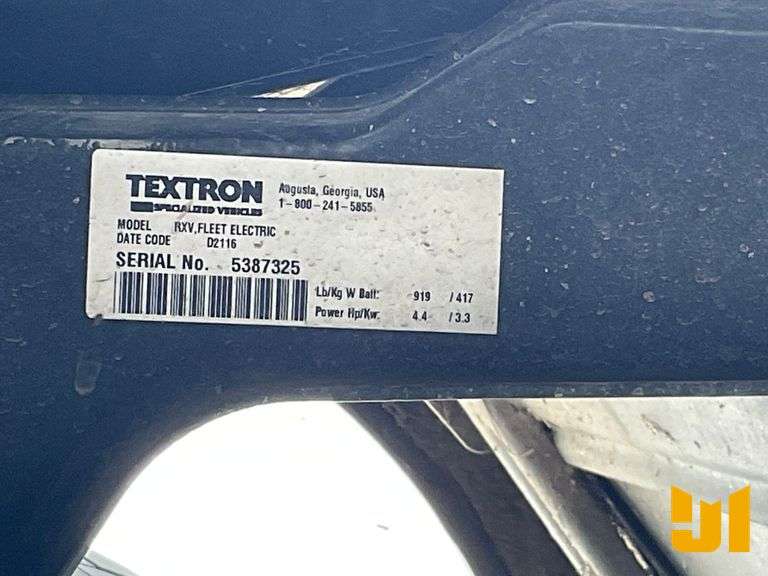 TEXTRON
SPECIALIZED VEHICLES
Augusta, Georgia, USA
1-800-241-5855
MODEL RXV,FLEET ELECTRIC
DATE CODE D2116
SERIAL No. 5387325
Lb/Kg W Batt: 919 / 417
Power Hp/Kw: 4.4 / 3.3